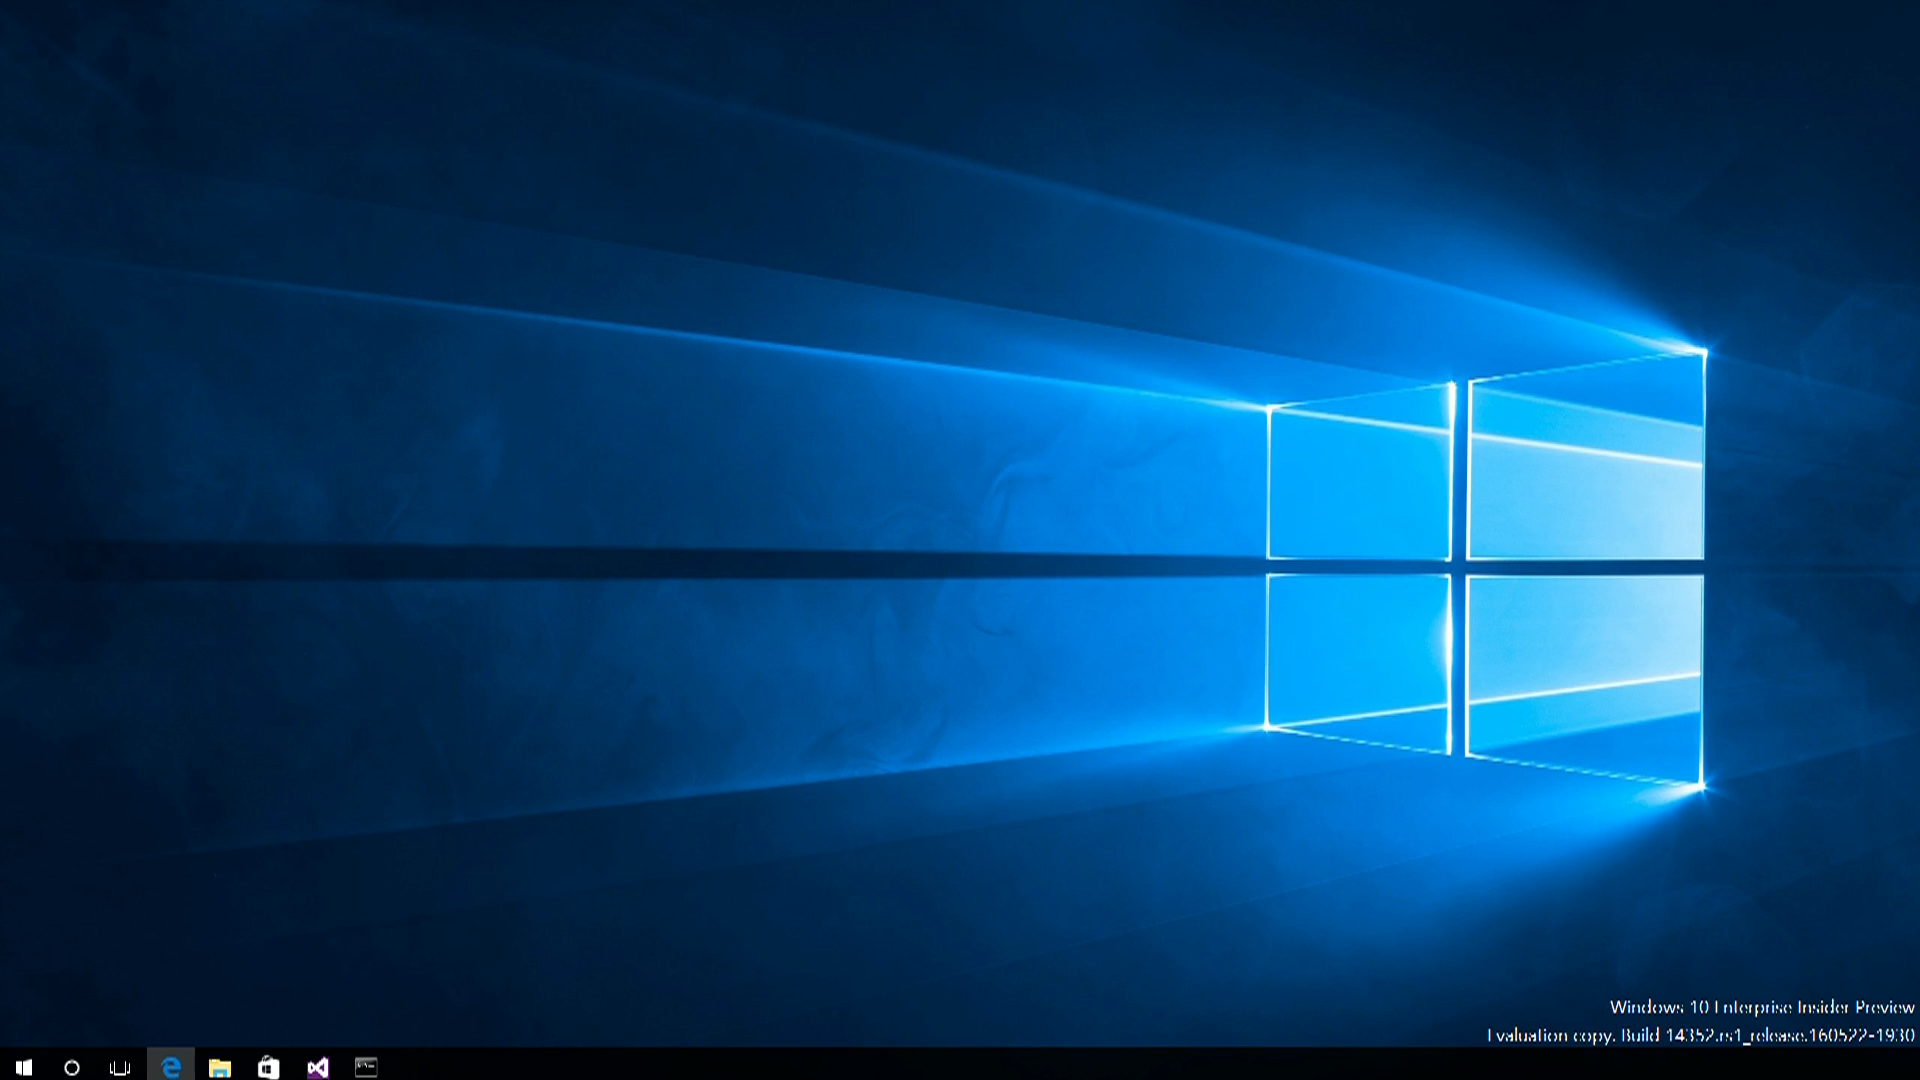 Windows 10 Enterprise Insider Preview
Evaluation copy. Build 14352.rs1_release.160522-1930